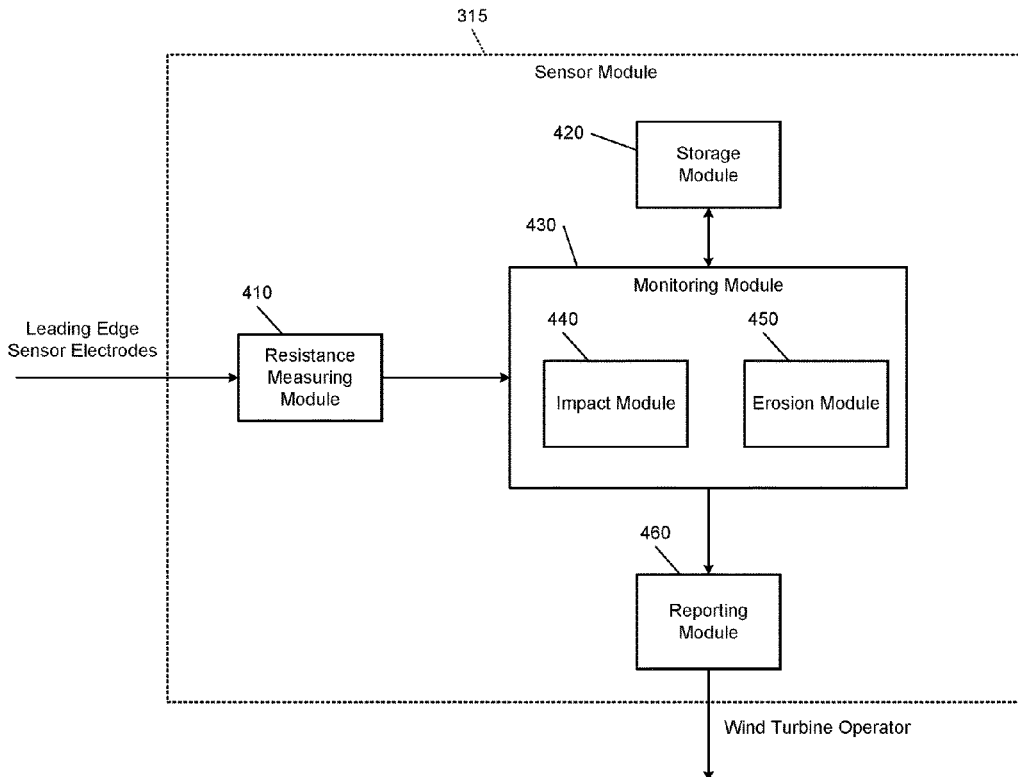 315
Sensor Module
420
Storage
Module
430
Monitoring Module
410
440
450
Leading Edge
Sensor Electrodes
Resistance
Measuring
Module
Impact Module
Erosion Module
460
Reporting
Module
Wind Turbine Operator